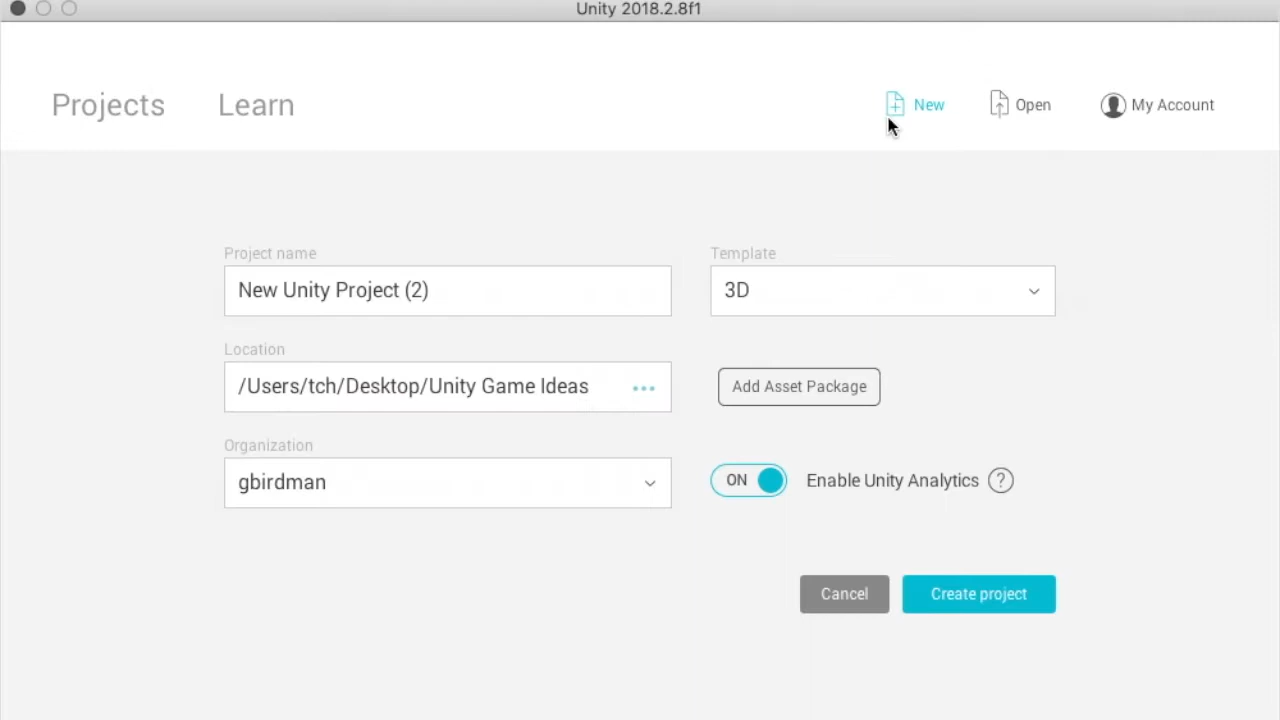 Unity 2018.2.8f1
Projects Learn New Open My Account
Project name Template
New Unity Project (2) 3D
Location
/Users/tch/Desktop/Unity Game Ideas Add Asset Package
Organization
gbirdman ON Enable Unity Analytics ?
Cancel Create project